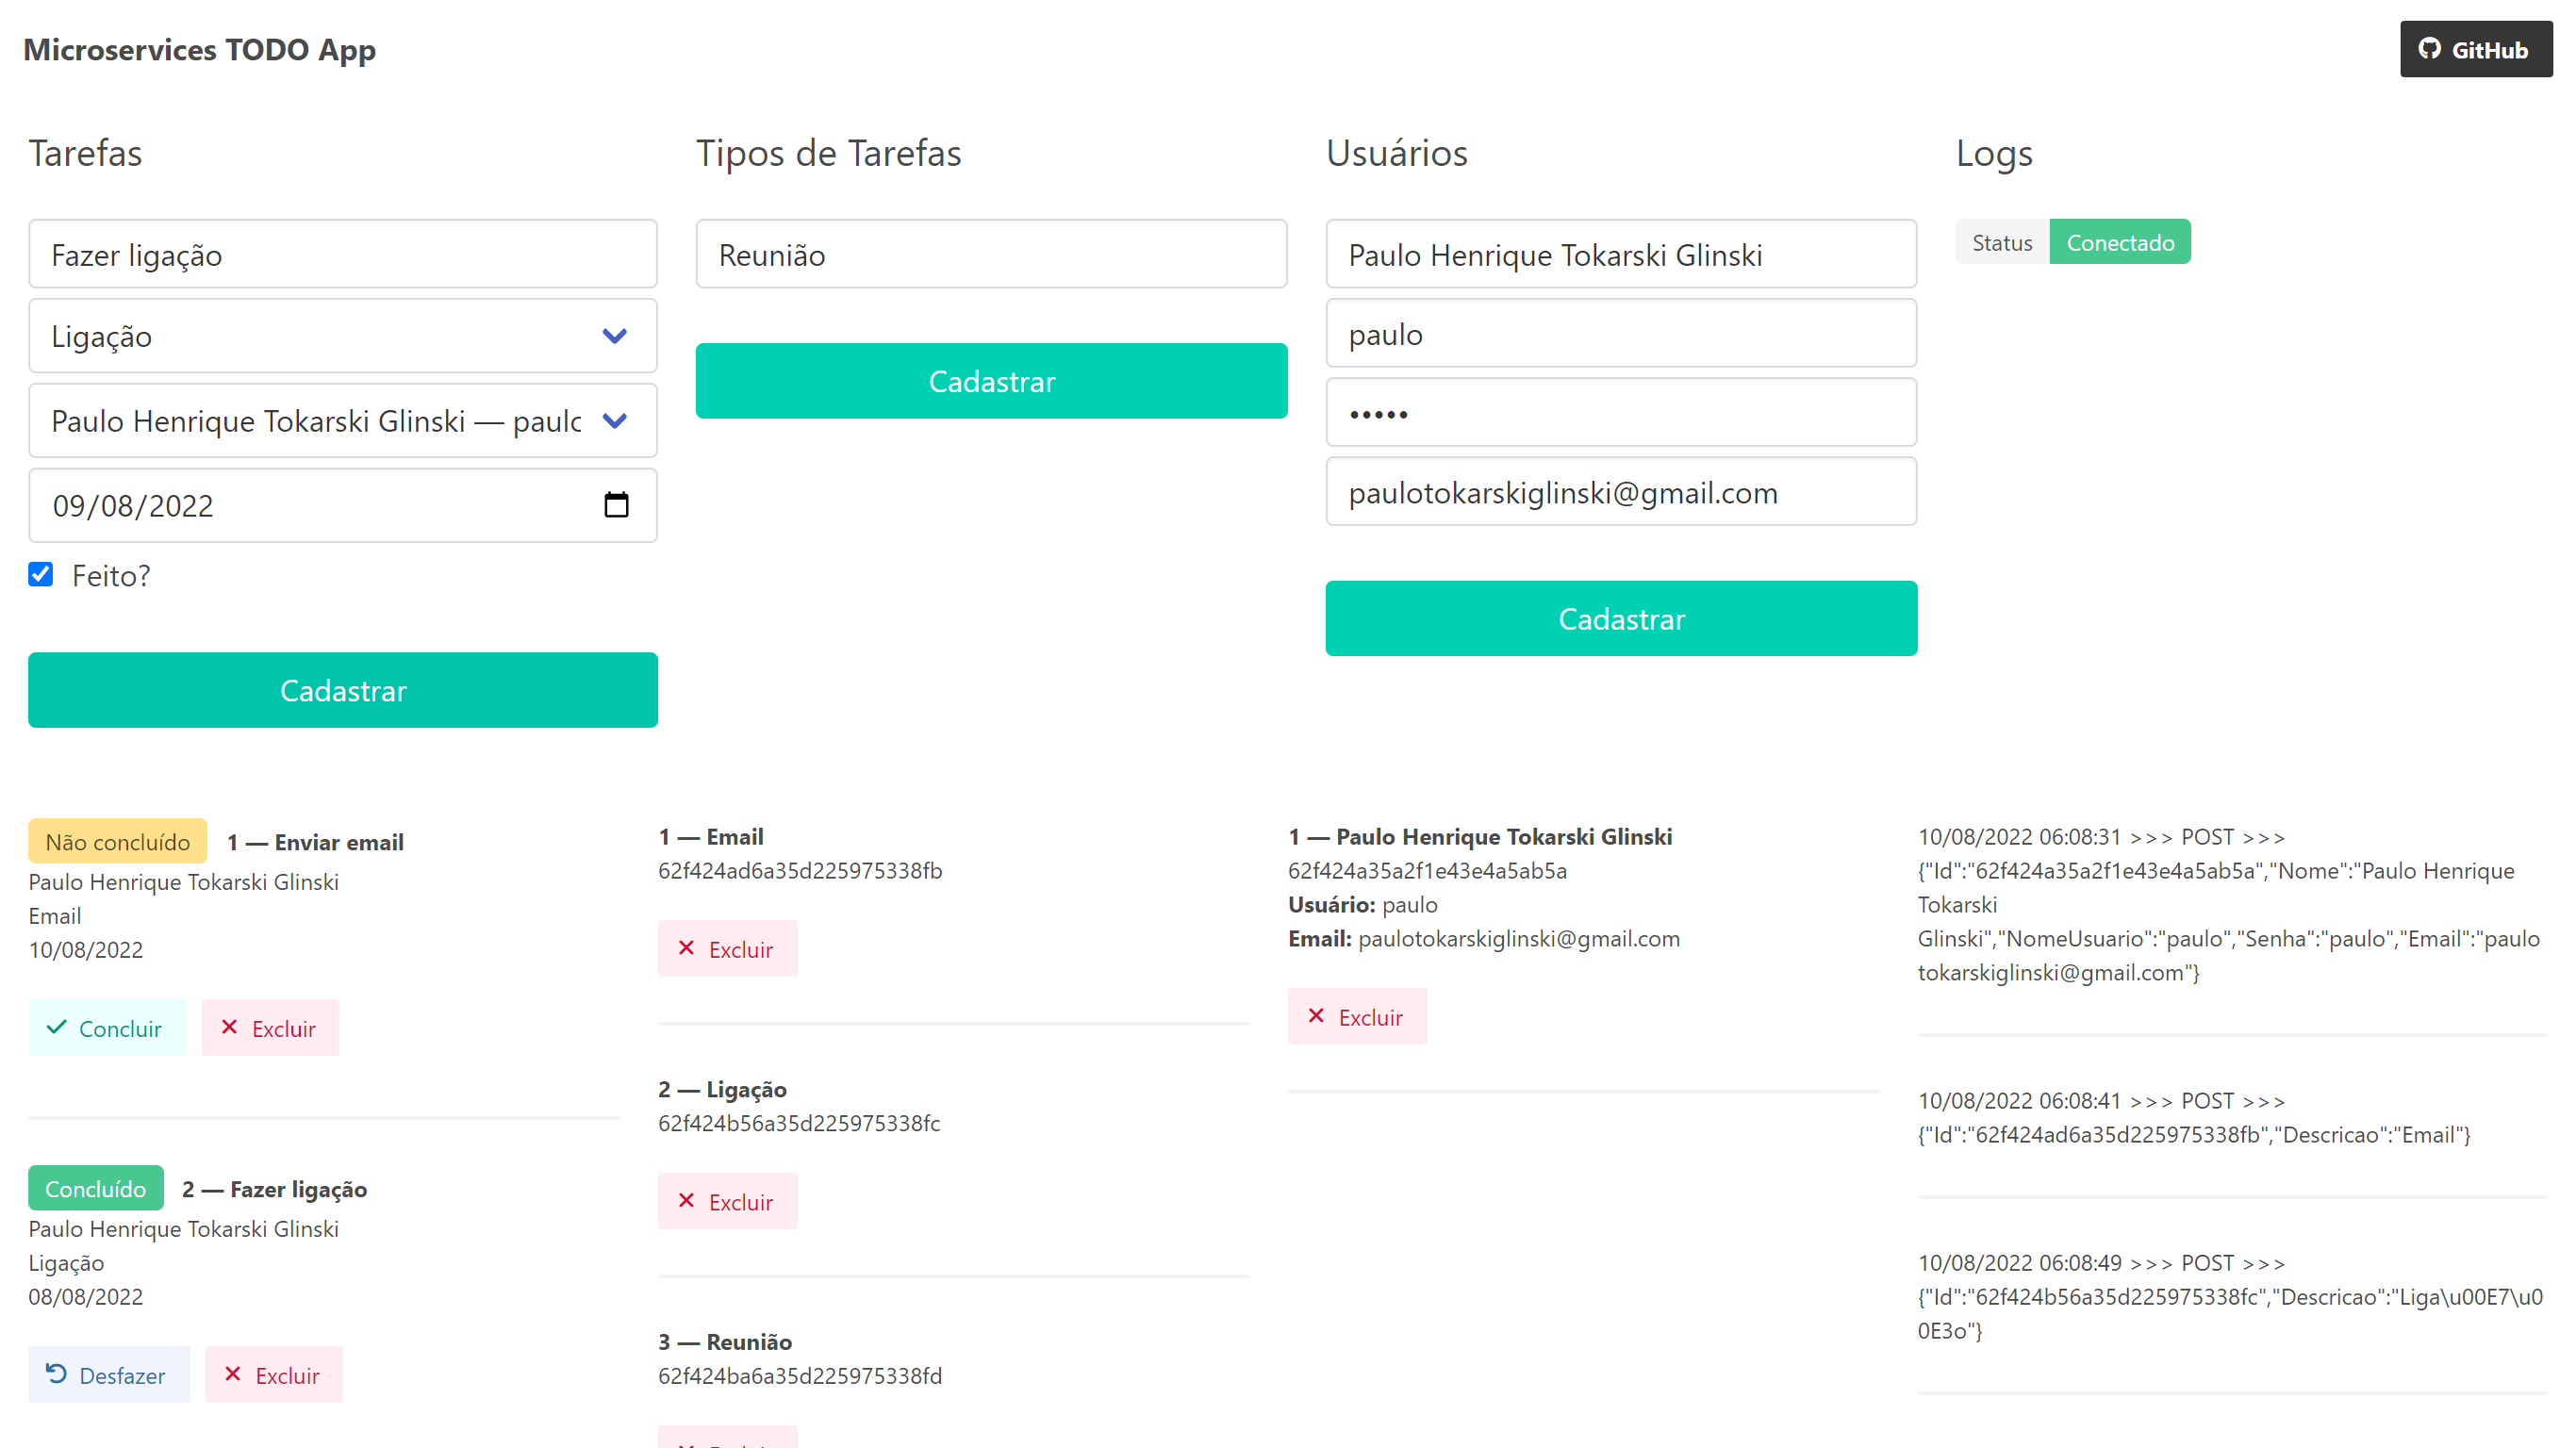 Microservices TODO App
GitHub
Tarefas
Fazer ligação
Ligação
Paulo Henrique Tokarski Glinski — paulo
09/08/2022
Feito?
Cadastrar
Tipos de Tarefas
Reunião
Cadastrar
Usuários
Paulo Henrique Tokarski Glinski
paulo
•••••
paulotokarskiglinski@gmail.com
Cadastrar
Logs
Status Conectado
Não concluído 1 — Enviar email
Paulo Henrique Tokarski Glinski
Email
10/08/2022
Concluir Excluir
Concluído 2 — Fazer ligação
Paulo Henrique Tokarski Glinski
Ligação
08/08/2022
Desfazer Excluir
1 — Email
62f424ad6a35d225975338fb
Excluir
2 — Ligação
62f424b56a35d225975338fc
Excluir
3 — Reunião
62f424ba6a35d225975338fd
1 — Paulo Henrique Tokarski Glinski
62f424a35a2f1e43e4a5ab5a
Usuário: paulo
Email: paulotokarskiglinski@gmail.com
Excluir
10/08/2022 06:08:31 >>> POST >>>
{"Id":"62f424a35a2f1e43e4a5ab5a","Nome":"Paulo Henrique
Tokarski
Glinski","NomeUsuario":"paulo","Senha":"paulo","Email":"paulo
tokarskiglinski@gmail.com"}
10/08/2022 06:08:41 >>> POST >>>
{"Id":"62f424ad6a35d225975338fb","Descricao":"Email"}
10/08/2022 06:08:49 >>> POST >>>
{"Id":"62f424b56a35d225975338fc","Descricao":"Liga\u00E7\u0
0E3o"}